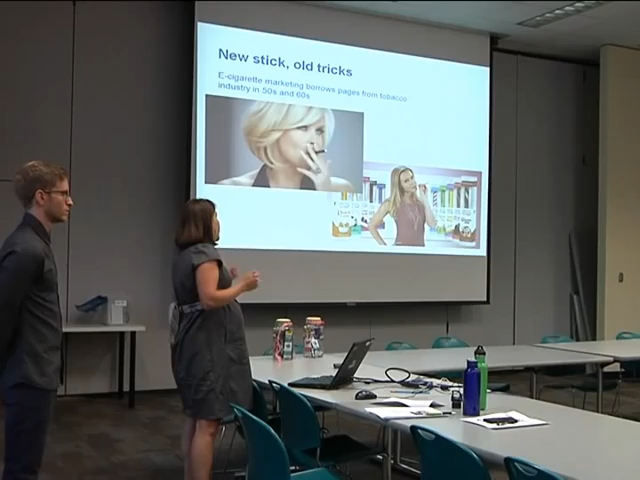 New stick, old tricks
E-cigarette marketing borrows pages from tobacco
industry in 50s and 60s